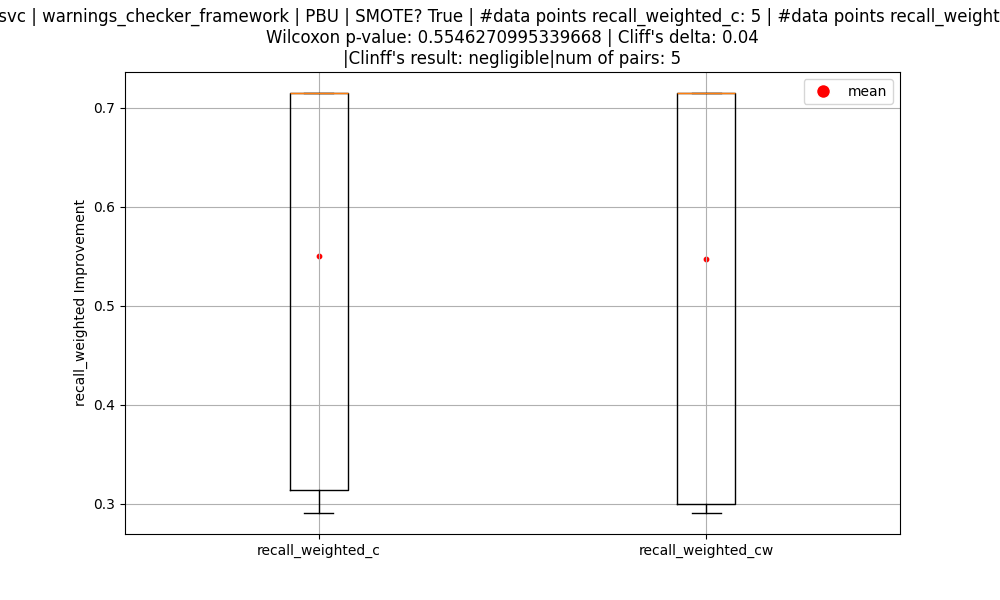 svc | warnings_checker_framework | PBU | SMOTE? True | #data points recall_weighted_c: 5 | #data points recall_weight
Wilcoxon p-value: 0.5546270995339668 | Cliff's delta: 0.04
|Clinff's result: negligible|num of pairs: 5
mean
0.7
0.6
0.5
0.4
0.3
recall_weighted Improvement
recall_weighted_c
recall_weighted_cw